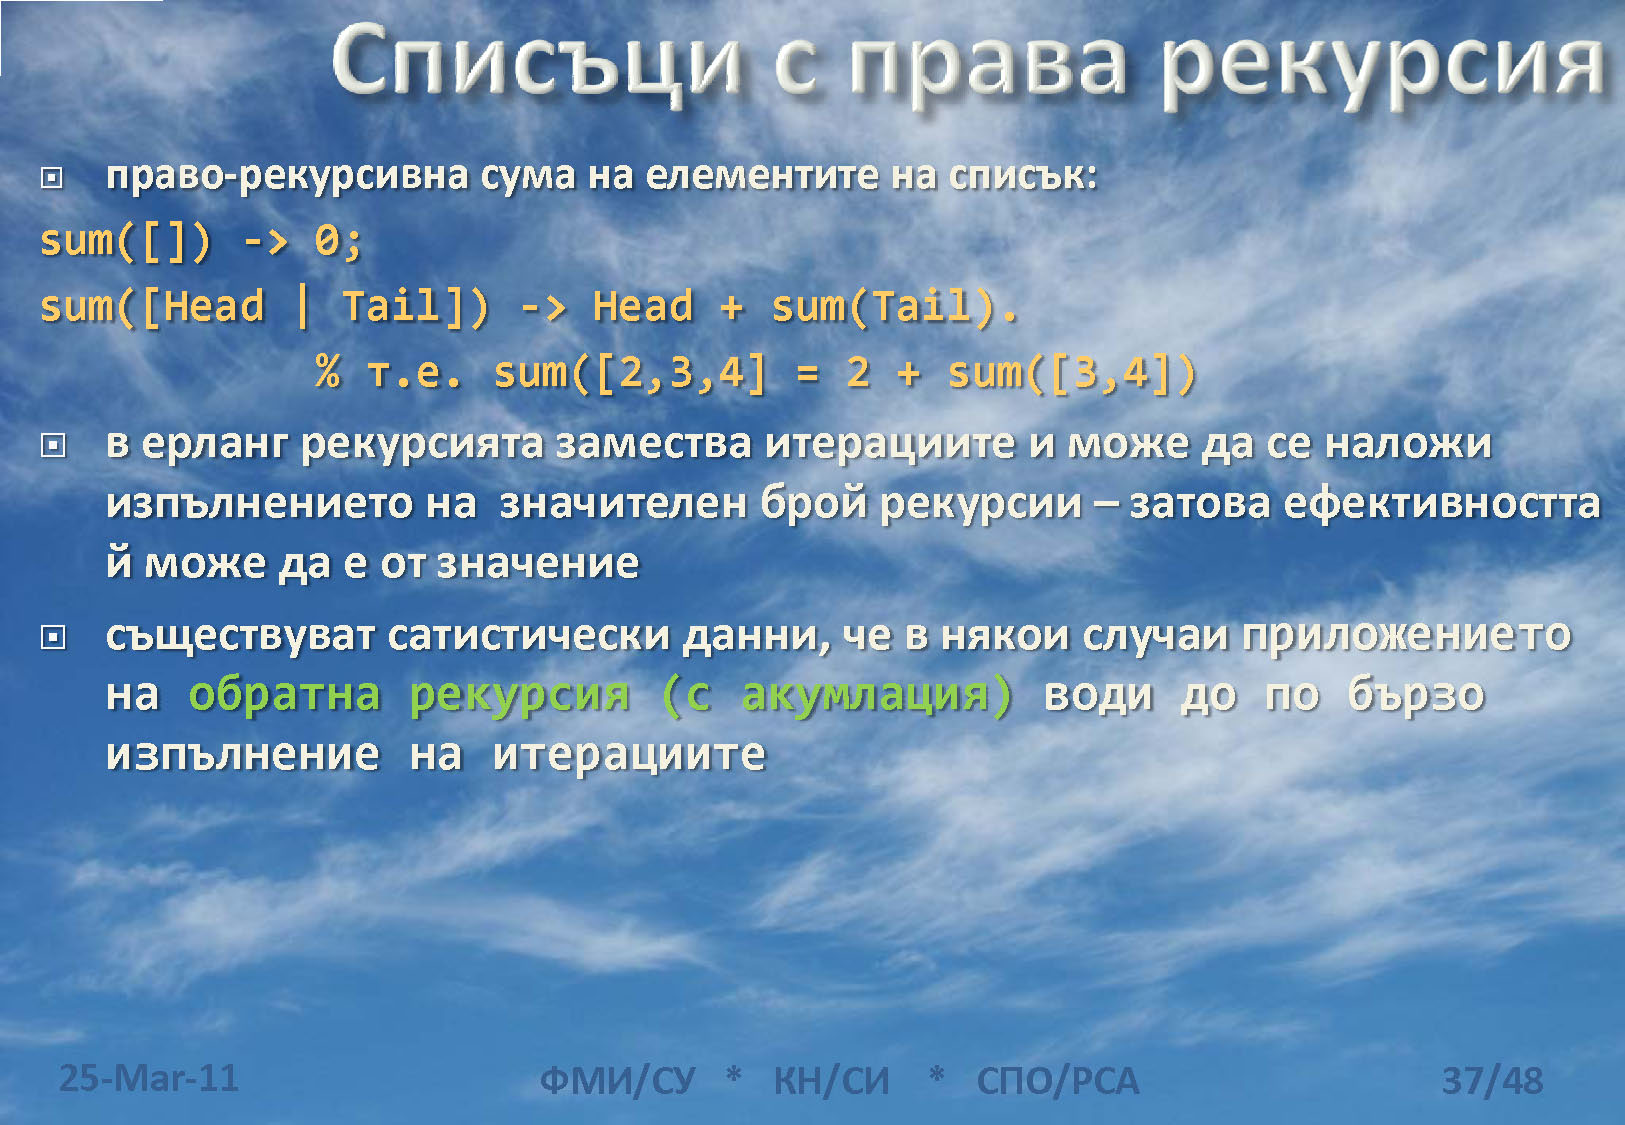 Списъци с права рекурсия
право-рекурсивна сума на елементите на списък:
sum([]) -> 0;
sum([Head | Tail]) -> Head + sum(Tail).
% т.е. sum([2,3,4] = 2 + sum([3,4])
в ерланг рекурсията замества итерациите и може да се наложи
изпълнението на значителен брой рекурсии – затова ефективността
й може да е от значение
съществуват сатистически данни, че в някои случаи приложението
на обратна рекурсия (с акумлация) води до по бързо
изпълнение на итерациите
25-Mar-11 ФМИ/СУ * КН/СИ * СПО/РСА 37/48